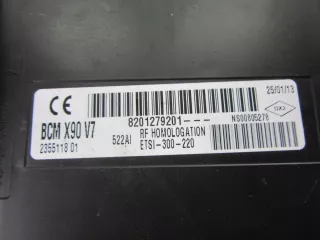 25/01/13
CE
BCM X90 V7
8201279201---
NS00805278
2355118 01
522AI
RF HOMOLOGATION
ETSI-300-220